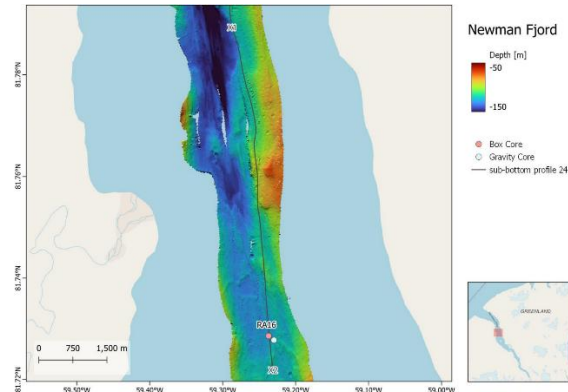 Newman Fjord
Depth [m]
-50
-150
Box Core
Gravity Core
sub-bottom profile 24
X1
81.78°N
81.76°N
81.74°N
81.72°N
RA16
X2
0 750 1,500 m
59.50°W 59.40°W 59.30°W 59.20°W 59.10°W 59.00°W
GREENLAND